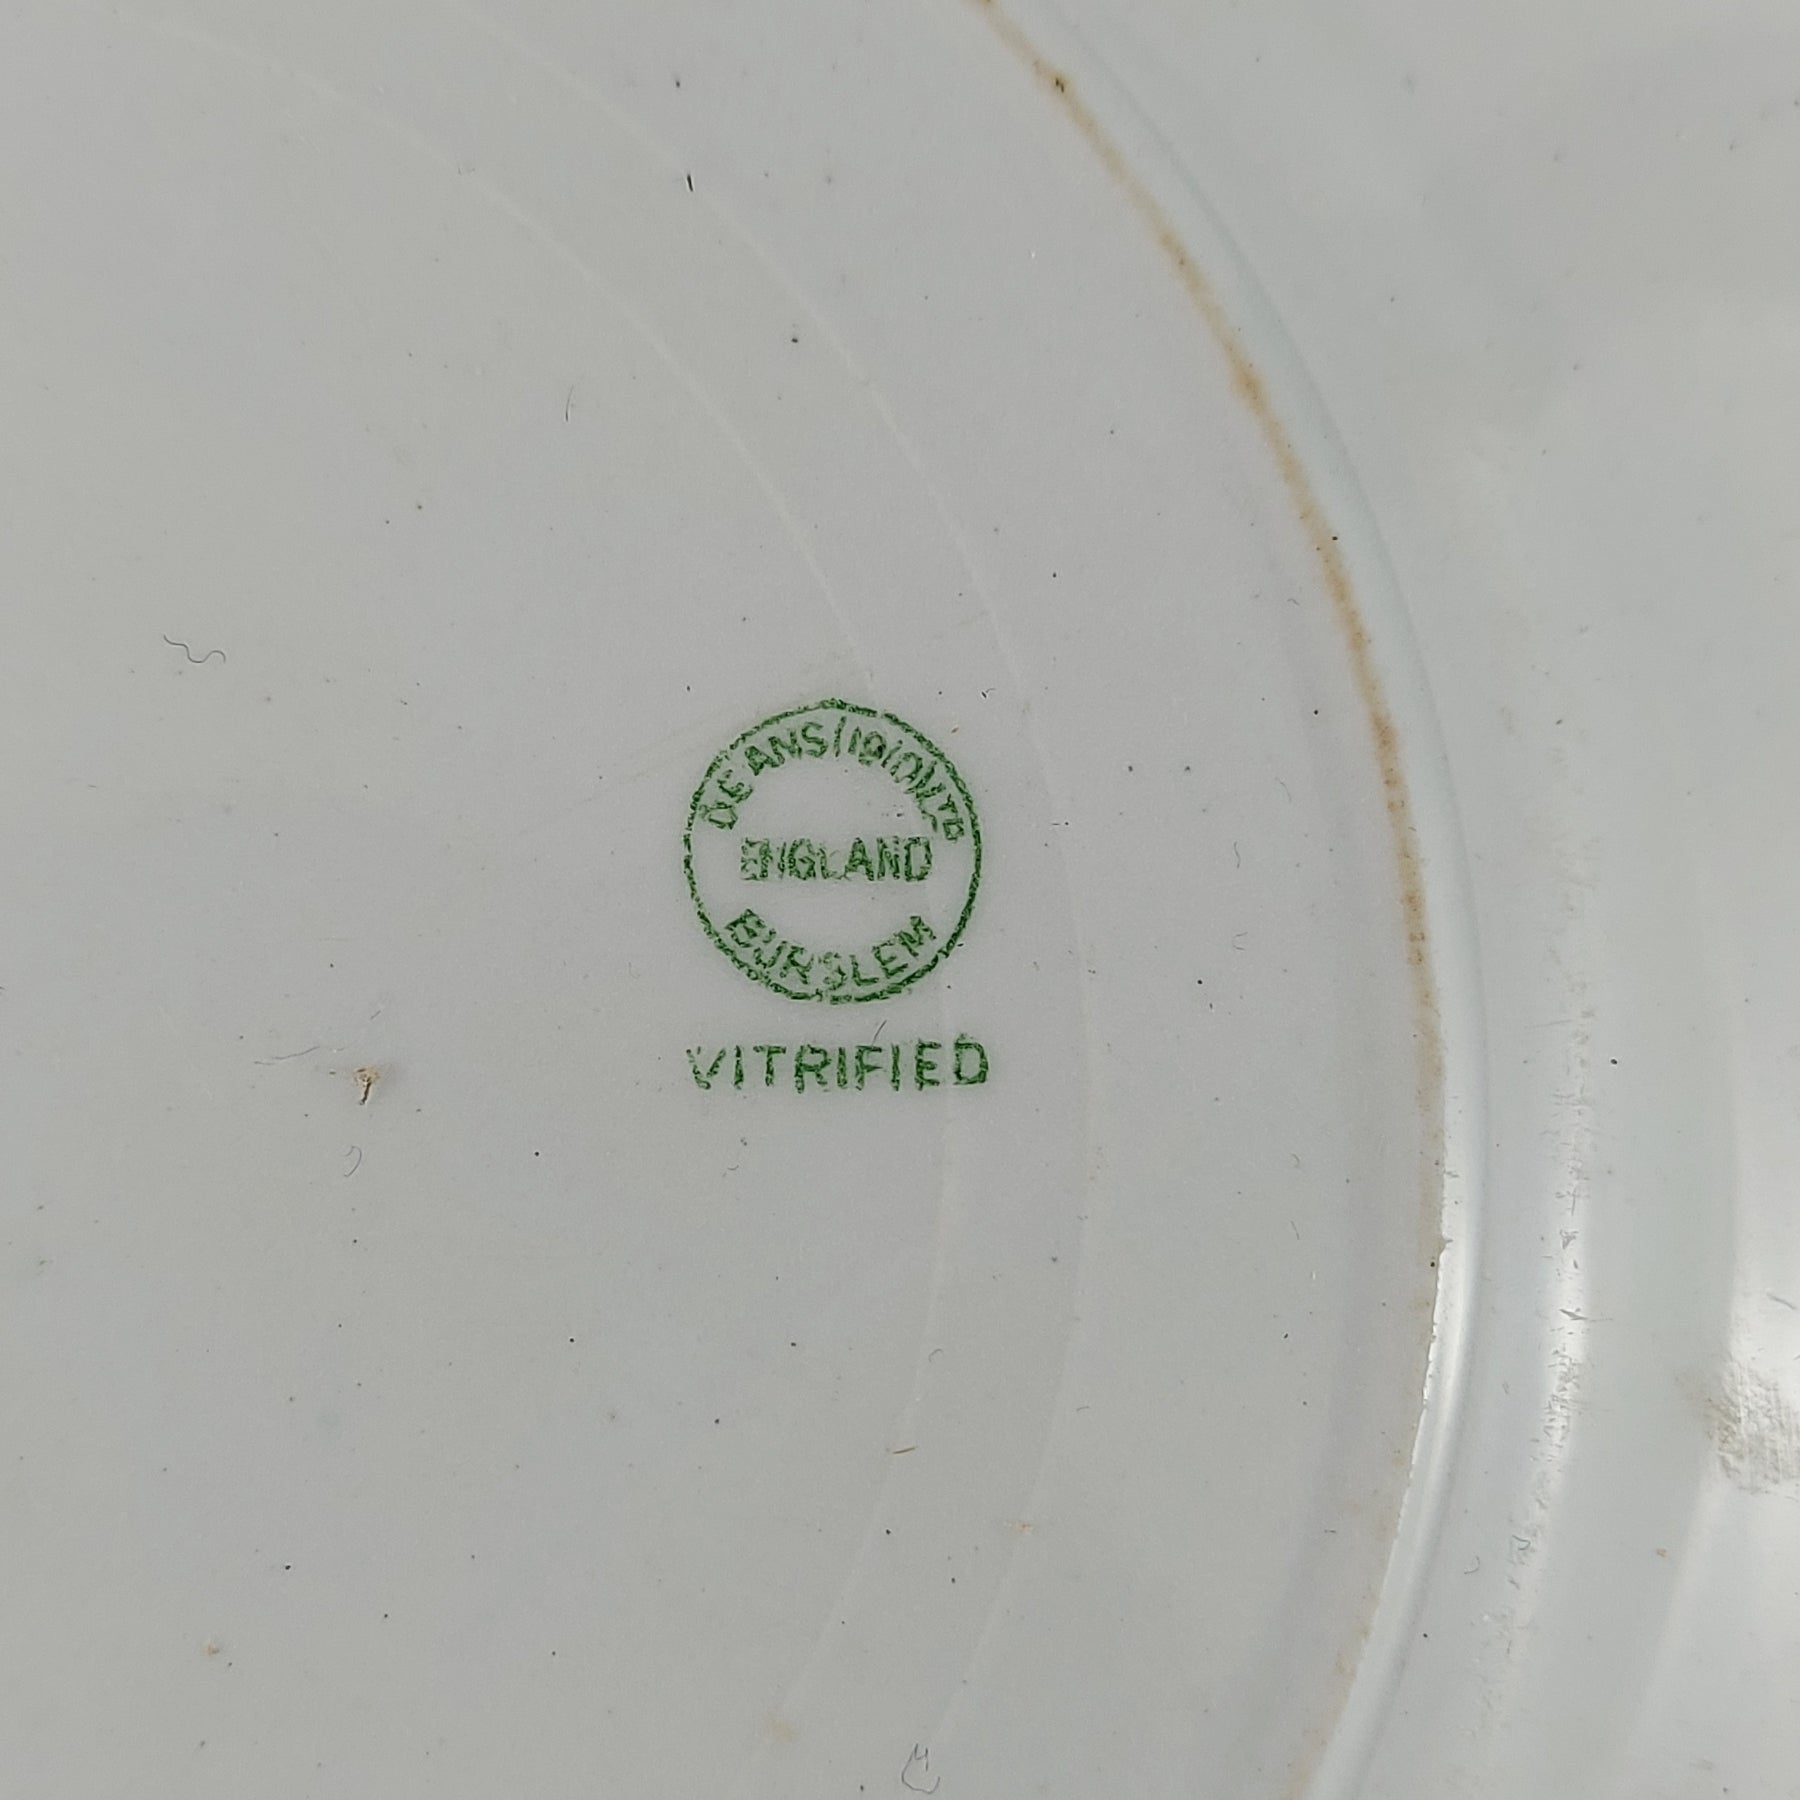 DEANS (1910) LTD
ENGLAND
BURSLEM
VITRIFIED